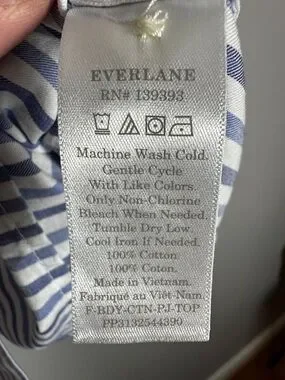 EVERLANE
RN# 139393
Machine Wash Cold.
Gentle Cycle
With Like Colors.
Only Non-Chlorine
Bleach When Needed.
Tumble Dry Low.
Cool Iron If Needed.
100% Cotton
100% Coton.
Made in Vietnam.
Fabriqué au Viêt-Nam.
F-BDY-CTN-PJ-TOP
PP3132544390